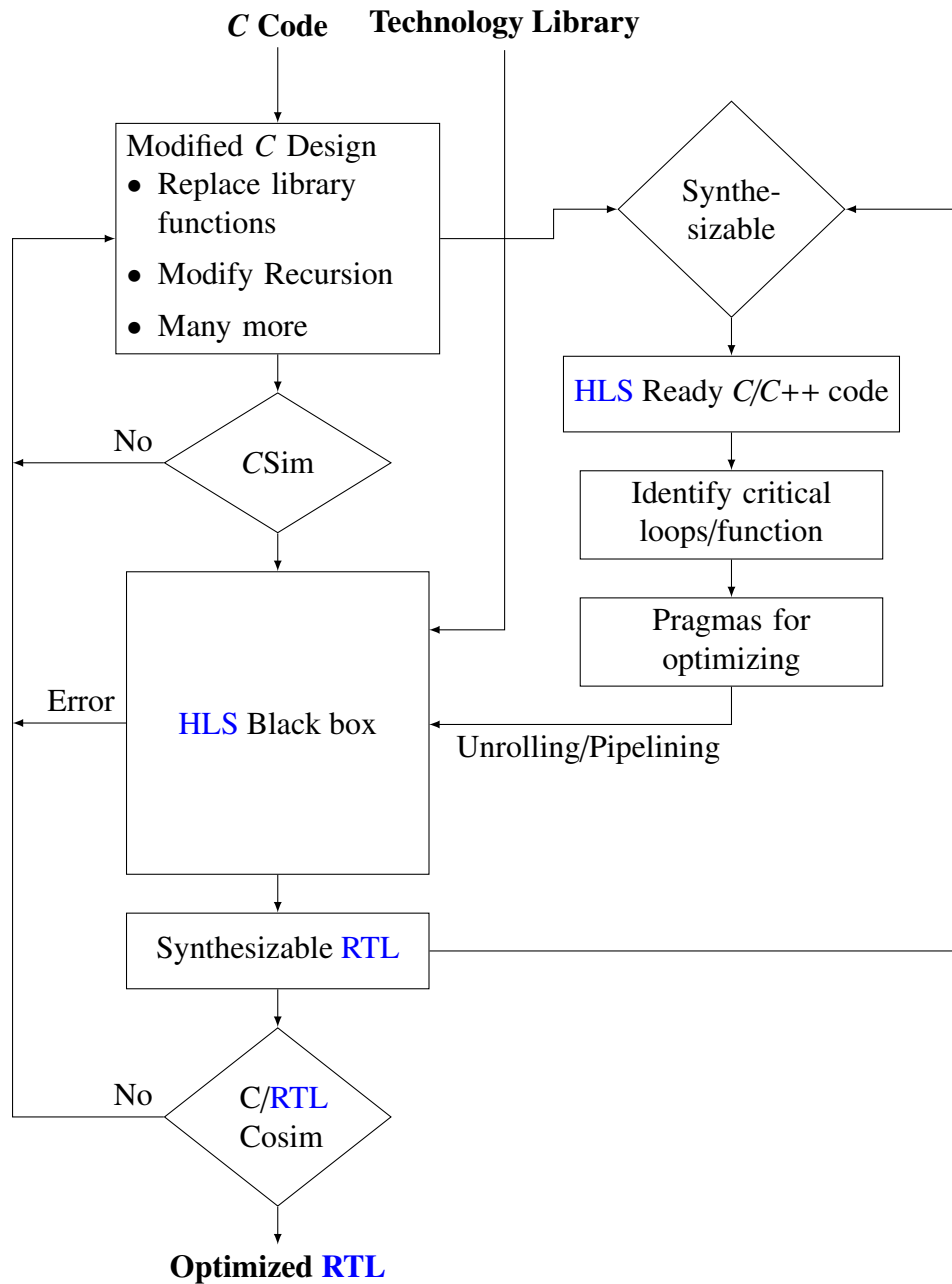 C Code
Technology Library
Modified C Design
• Replace library
functions
• Modify Recursion
• Many more
Synthe-
sizable
HLS Ready C/C++ code
No
CSim
Identify critical
loops/function
Pragmas for
optimizing
Error
HLS Black box
Unrolling/Pipelining
Synthesizable RTL
No
C/RTL
Cosim
Optimized RTL